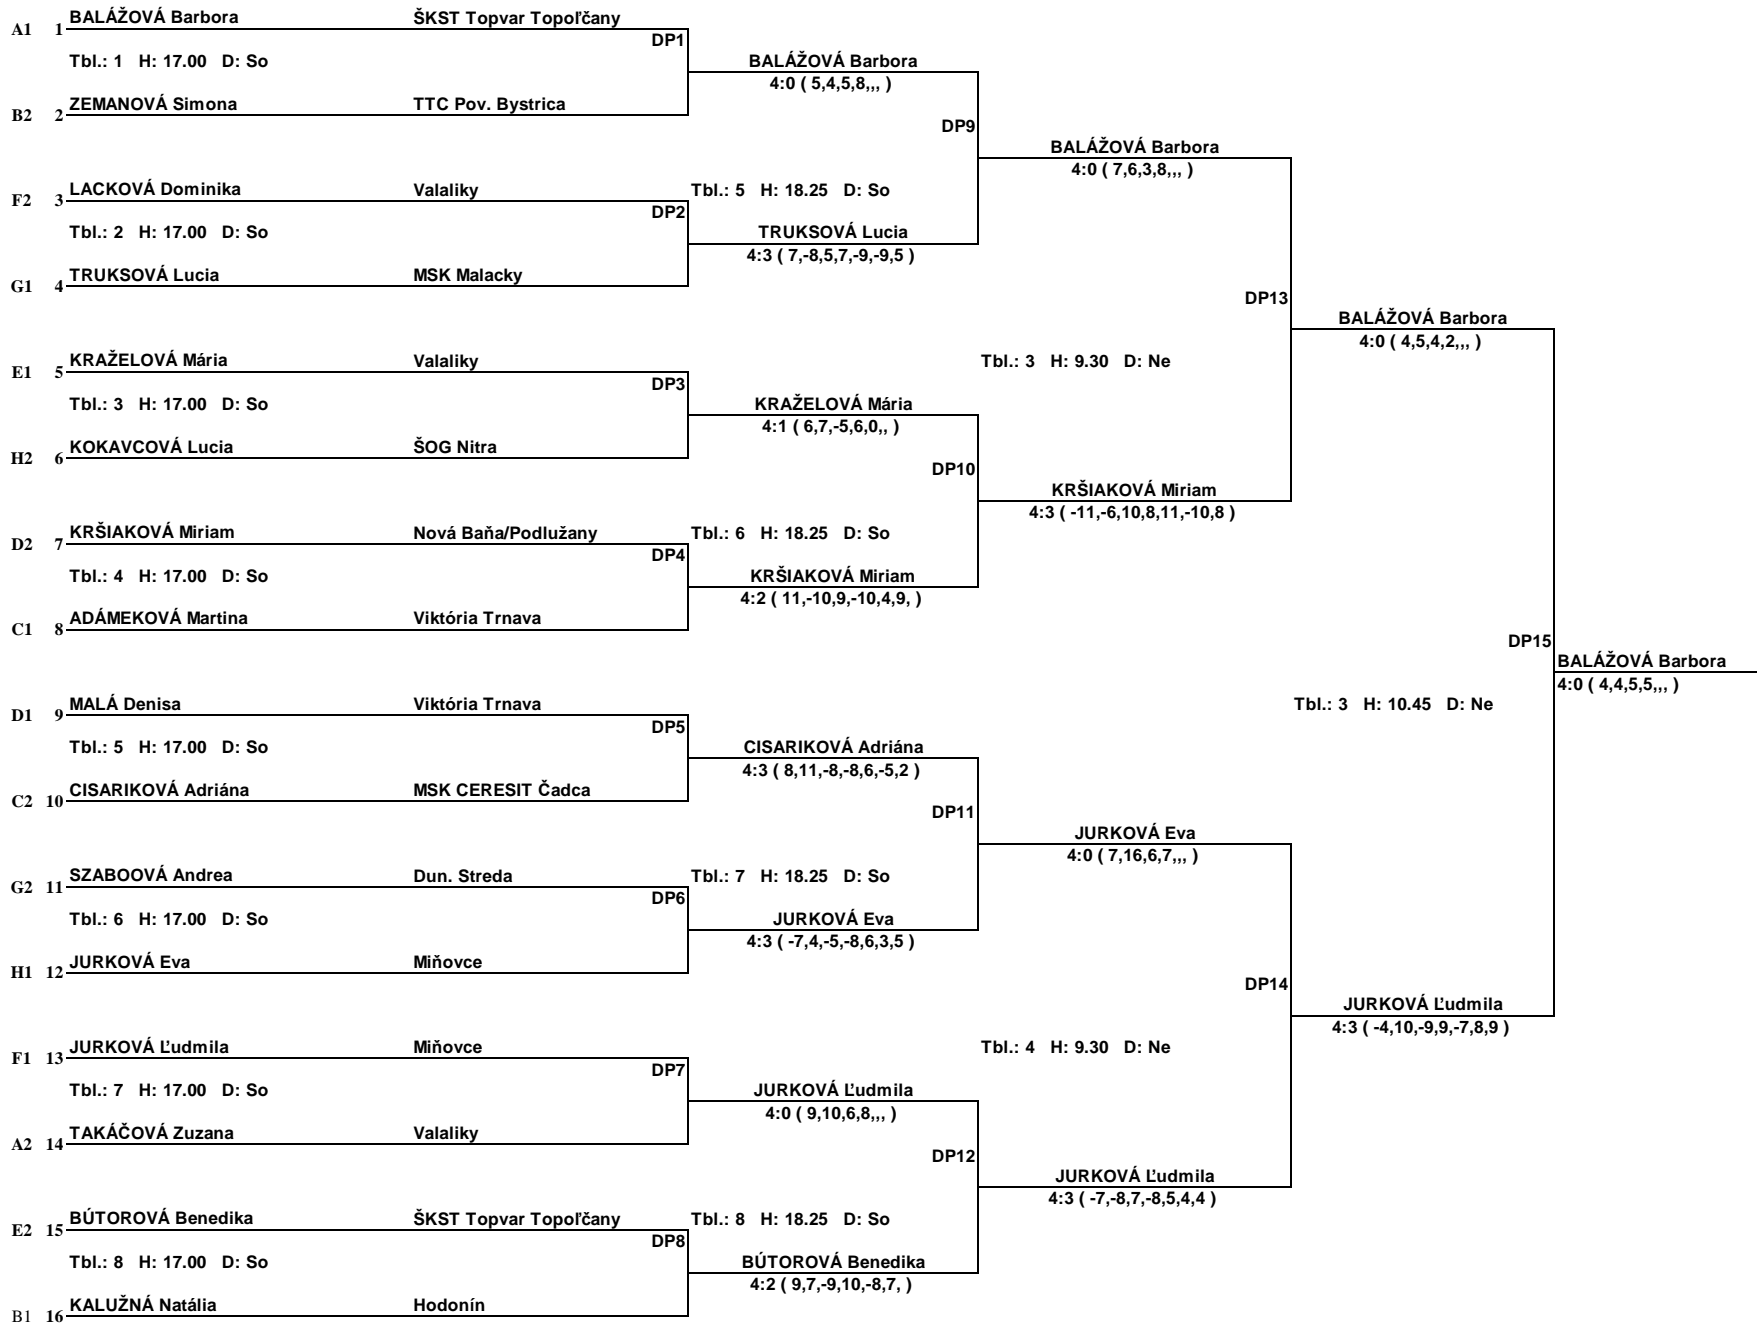 BALÁŽOVÁ Barbora ŠKST Topvar Topoľčany
A1 1 DP1
Tbl.: 1 H: 17.00 D: So BALÁŽOVÁ Barbora
4:0 ( 5,4,5,8,,, )
ZEMANOVÁ Simona TTC Pov. Bystrica
B2 2 DP9
BALÁŽOVÁ Barbora
4:0 ( 7,6,3,8,,, )
LACKOVÁ Dominika Valaliky Tbl.: 5 H: 18.25 D: So
F2 3 DP2
Tbl.: 2 H: 17.00 D: So TRUKSOVÁ Lucia
4:3 ( 7,-8,5,7,-9,-9,5 )
TRUKSOVÁ Lucia MSK Malacky
G1 4 DP13
BALÁŽOVÁ Barbora
4:0 ( 4,5,4,2,,, )
KRAŽELOVÁ Mária Valaliky Tbl.: 3 H: 9.30 D: Ne
E1 5 DP3
Tbl.: 3 H: 17.00 D: So KRAŽELOVÁ Mária
4:1 ( 6,7,-5,6,0,, )
KOKAVCOVÁ Lucia ŠOG Nitra
H2 6 DP10
KRŠIAKOVÁ Miriam
4:3 ( -11,-6,10,8,11,-10,8 )
KRŠIAKOVÁ Miriam Nová Baňa/Podlužany Tbl.: 6 H: 18.25 D: So
D2 7 DP4
Tbl.: 4 H: 17.00 D: So KRŠIAKOVÁ Miriam
4:2 ( 11,-10,9,-10,4,9, )
ADÁMEKOVÁ Martina Viktória Trnava
C1 8 DP15
BALÁŽOVÁ Barbora
4:0 ( 4,4,5,5,,, )
MALÁ Denisa Viktória Trnava Tbl.: 3 H: 10.45 D: Ne
D1 9 DP5
Tbl.: 5 H: 17.00 D: So CISARIKOVÁ Adriána
4:3 ( 8,11,-8,-8,6,-5,2 )
CISARIKOVÁ Adriána MSK CERESIT Čadca
C2 10 DP11
JURKOVÁ Eva
4:0 ( 7,16,6,7,,, )
SZABOOVÁ Andrea Dun. Streda Tbl.: 7 H: 18.25 D: So
G2 11 DP6
Tbl.: 6 H: 17.00 D: So JURKOVÁ Eva
4:3 ( -7,4,-5,-8,6,3,5 )
JURKOVÁ Eva Miňovce
H1 12 DP14
JURKOVÁ Ľudmila
4:3 ( -4,10,-9,9,-7,8,9 )
JURKOVÁ Ľudmila Miňovce Tbl.: 4 H: 9.30 D: Ne
F1 13 DP7
Tbl.: 7 H: 17.00 D: So JURKOVÁ Ľudmila
4:0 ( 9,10,6,8,,, )
TAKÁČOVÁ Zuzana Valaliky
A2 14 DP12
JURKOVÁ Ľudmila
4:3 ( -7,-8,7,-8,5,4,4 )
BÚTOROVÁ Benedika ŠKST Topvar Topoľčany Tbl.: 8 H: 18.25 D: So
E2 15 DP8
Tbl.: 8 H: 17.00 D: So BÚTOROVÁ Benedika
4:2 ( 9,7,-9,10,-8,7, )
KALUŽNÁ Natália Hodonín
B1 16